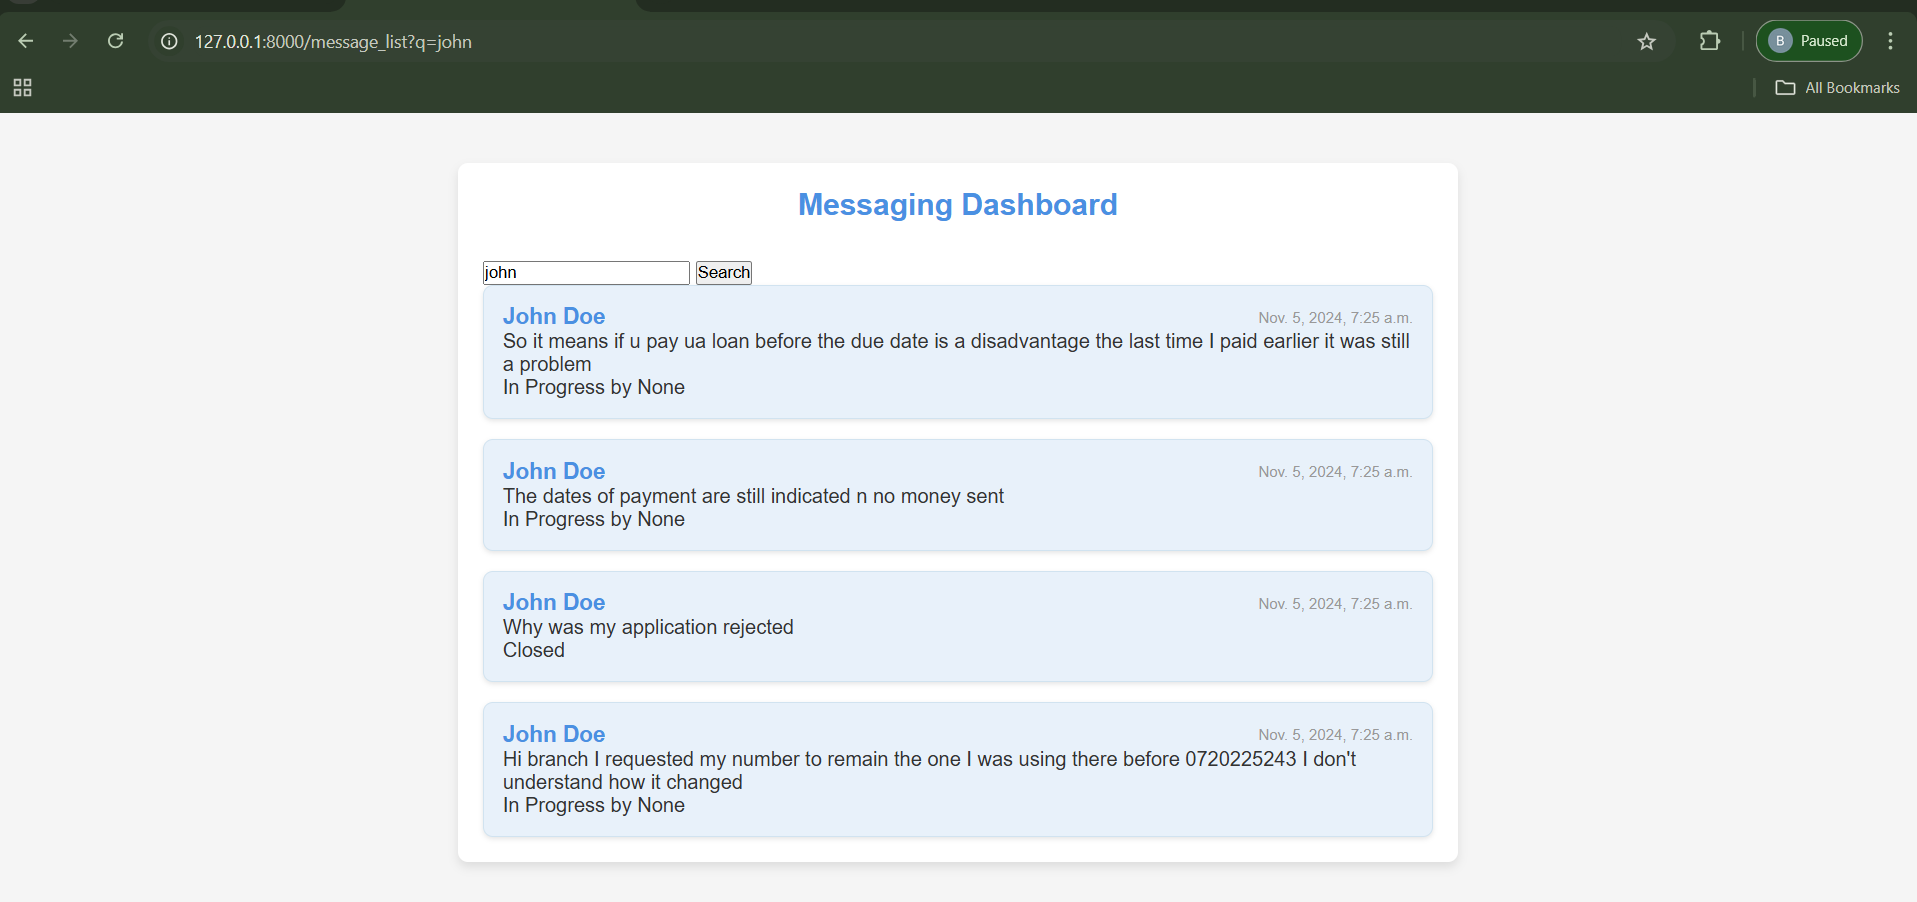 127.0.0.1:8000/message_list?q=john
B Paused
All Bookmarks
Messaging Dashboard
john Search
John Doe Nov. 5, 2024, 7:25 a.m.
So it means if u pay ua loan before the due date is a disadvantage the last time I paid earlier it was still
a problem
In Progress by None
John Doe Nov. 5, 2024, 7:25 a.m.
The dates of payment are still indicated n no money sent
In Progress by None
John Doe Nov. 5, 2024, 7:25 a.m.
Why was my application rejected
Closed
John Doe Nov. 5, 2024, 7:25 a.m.
Hi branch I requested my number to remain the one I was using there before 0720225243 I don't
understand how it changed
In Progress by None